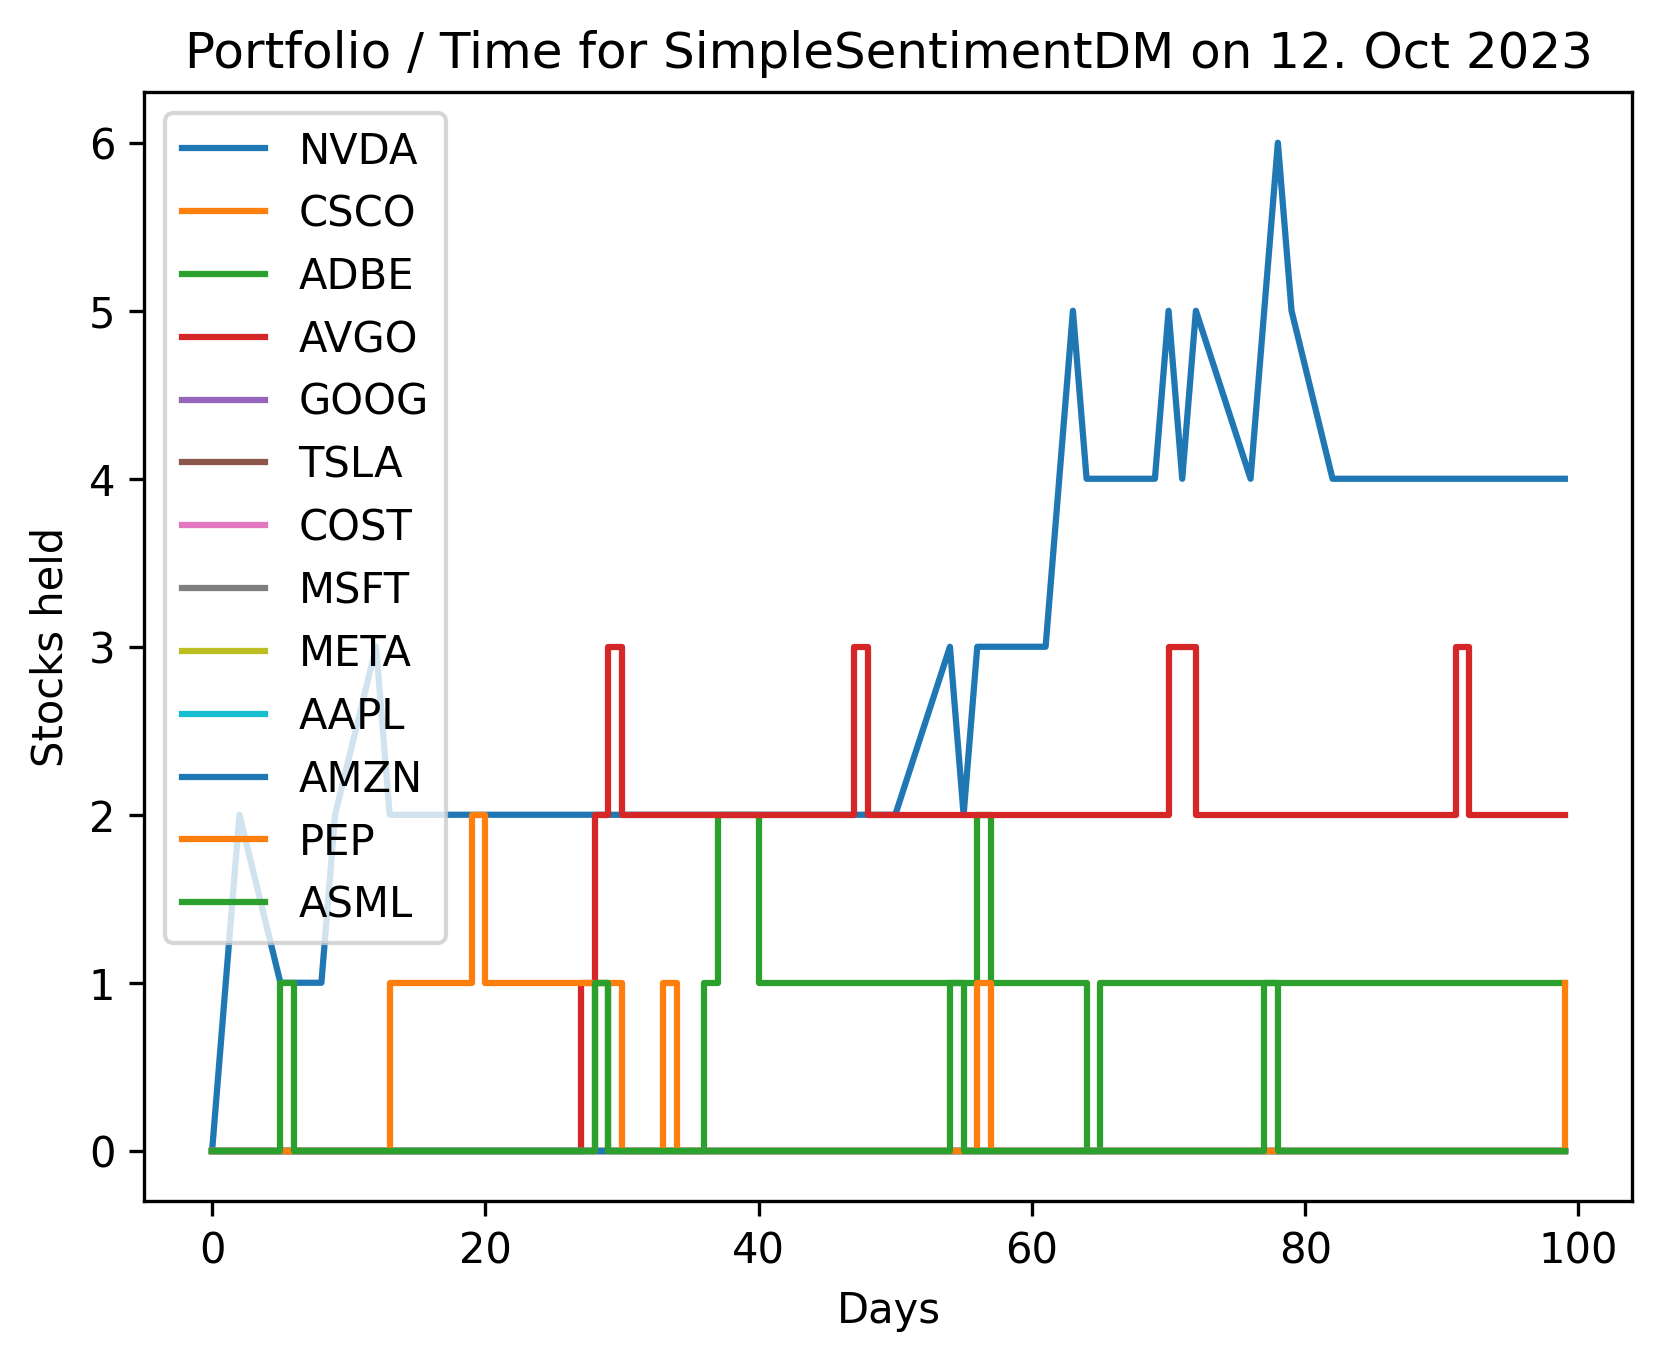 Portfolio / Time for SimpleSentimentDM on 12. Oct 2023
NVDA
CSCO
ADBE
AVGO
GOOG
TSLA
COST
MSFT
META
AAPL
AMZN
PEP
ASML
6
5
4
3
2
1
0
Stocks held
0 20 40 60 80 100
Days